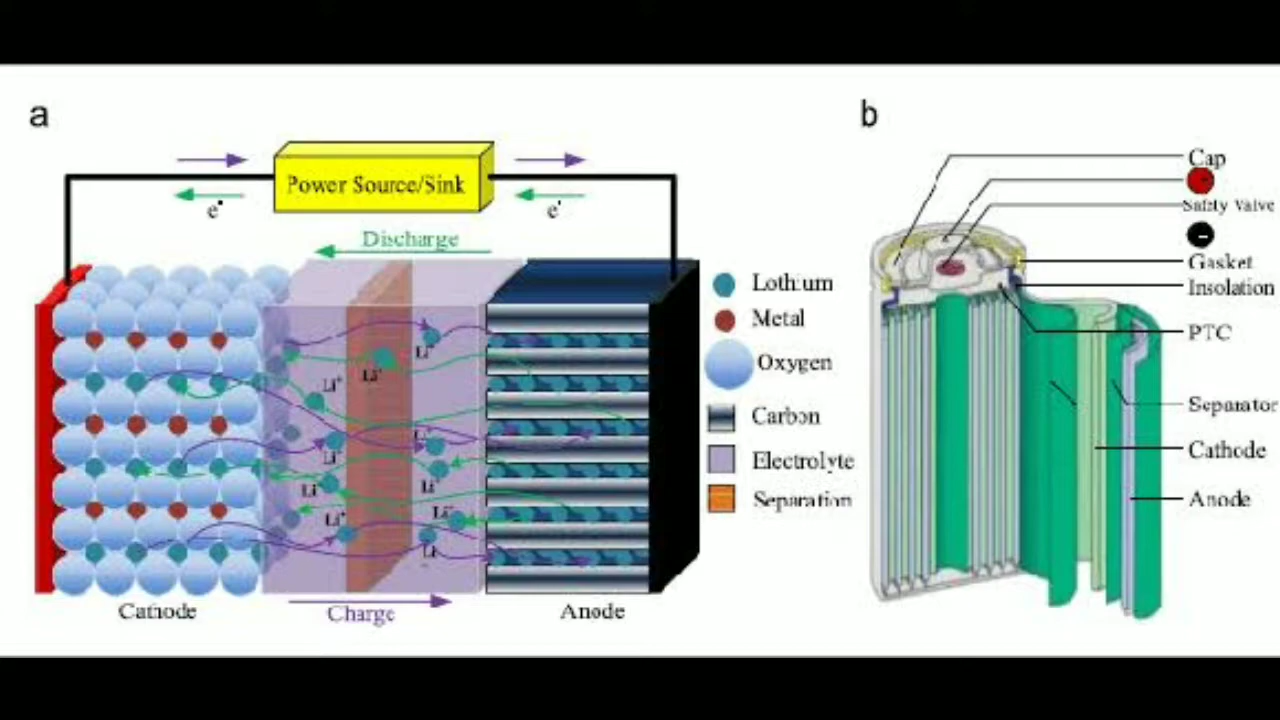 a
Power Source/Sink
e-
e-
Discharge
Li+
Li+
Li+
Li+
Li+
Li
Li+
Li+
Li
Cathode
Charge
Anode
Lothium
Metal
Oxygen
Carbon
Electrolyte
Separation
b
Cap
Safity Valve
-
Gasket
Insolation
PTC
Separator
Cathode
Anode